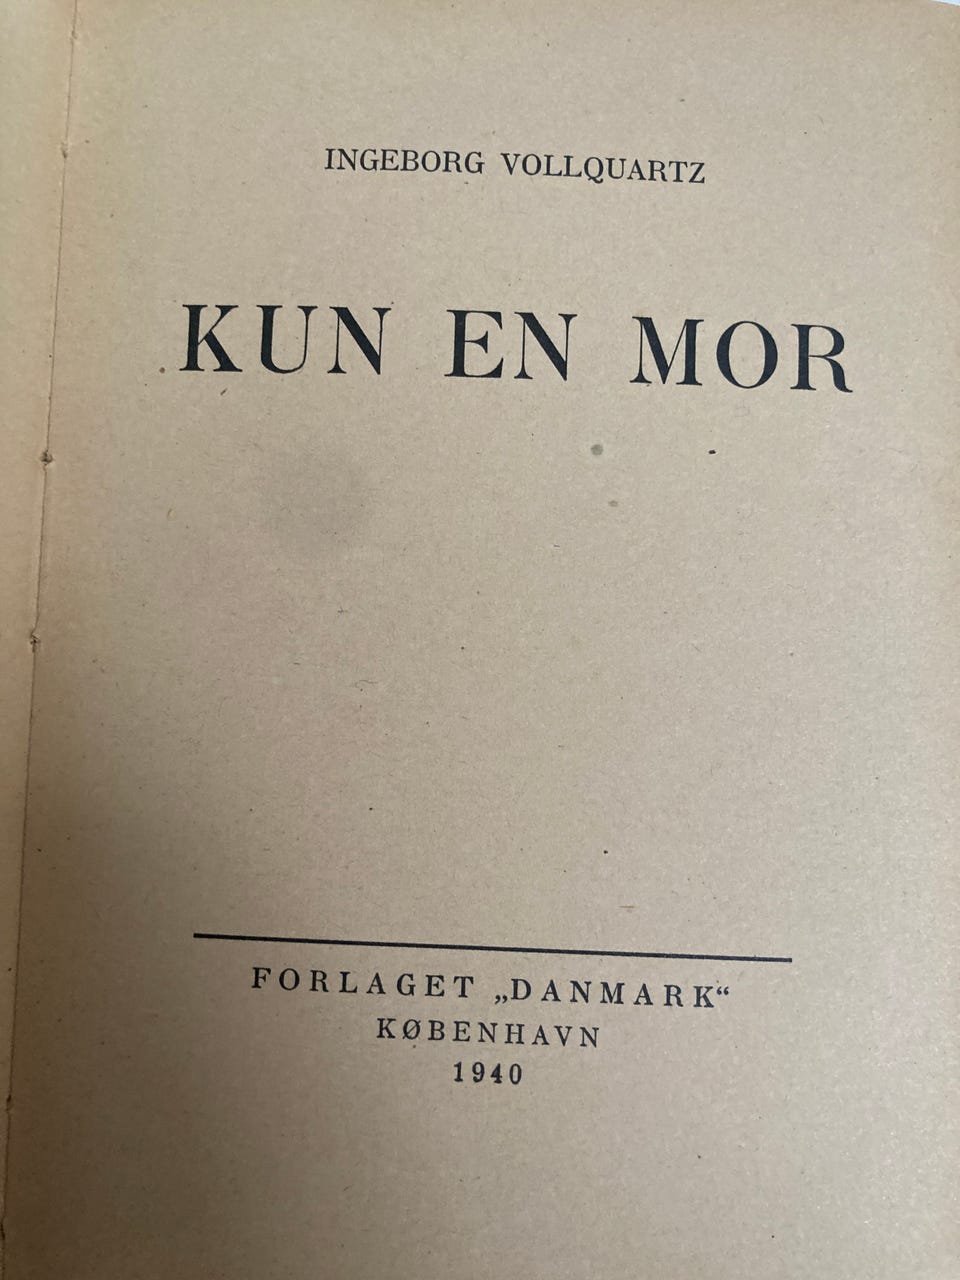 INGEBORG VOLLQUARTZ
KUN EN MOR
FORLAGET „DANMARK“
KØBENHAVN
1940